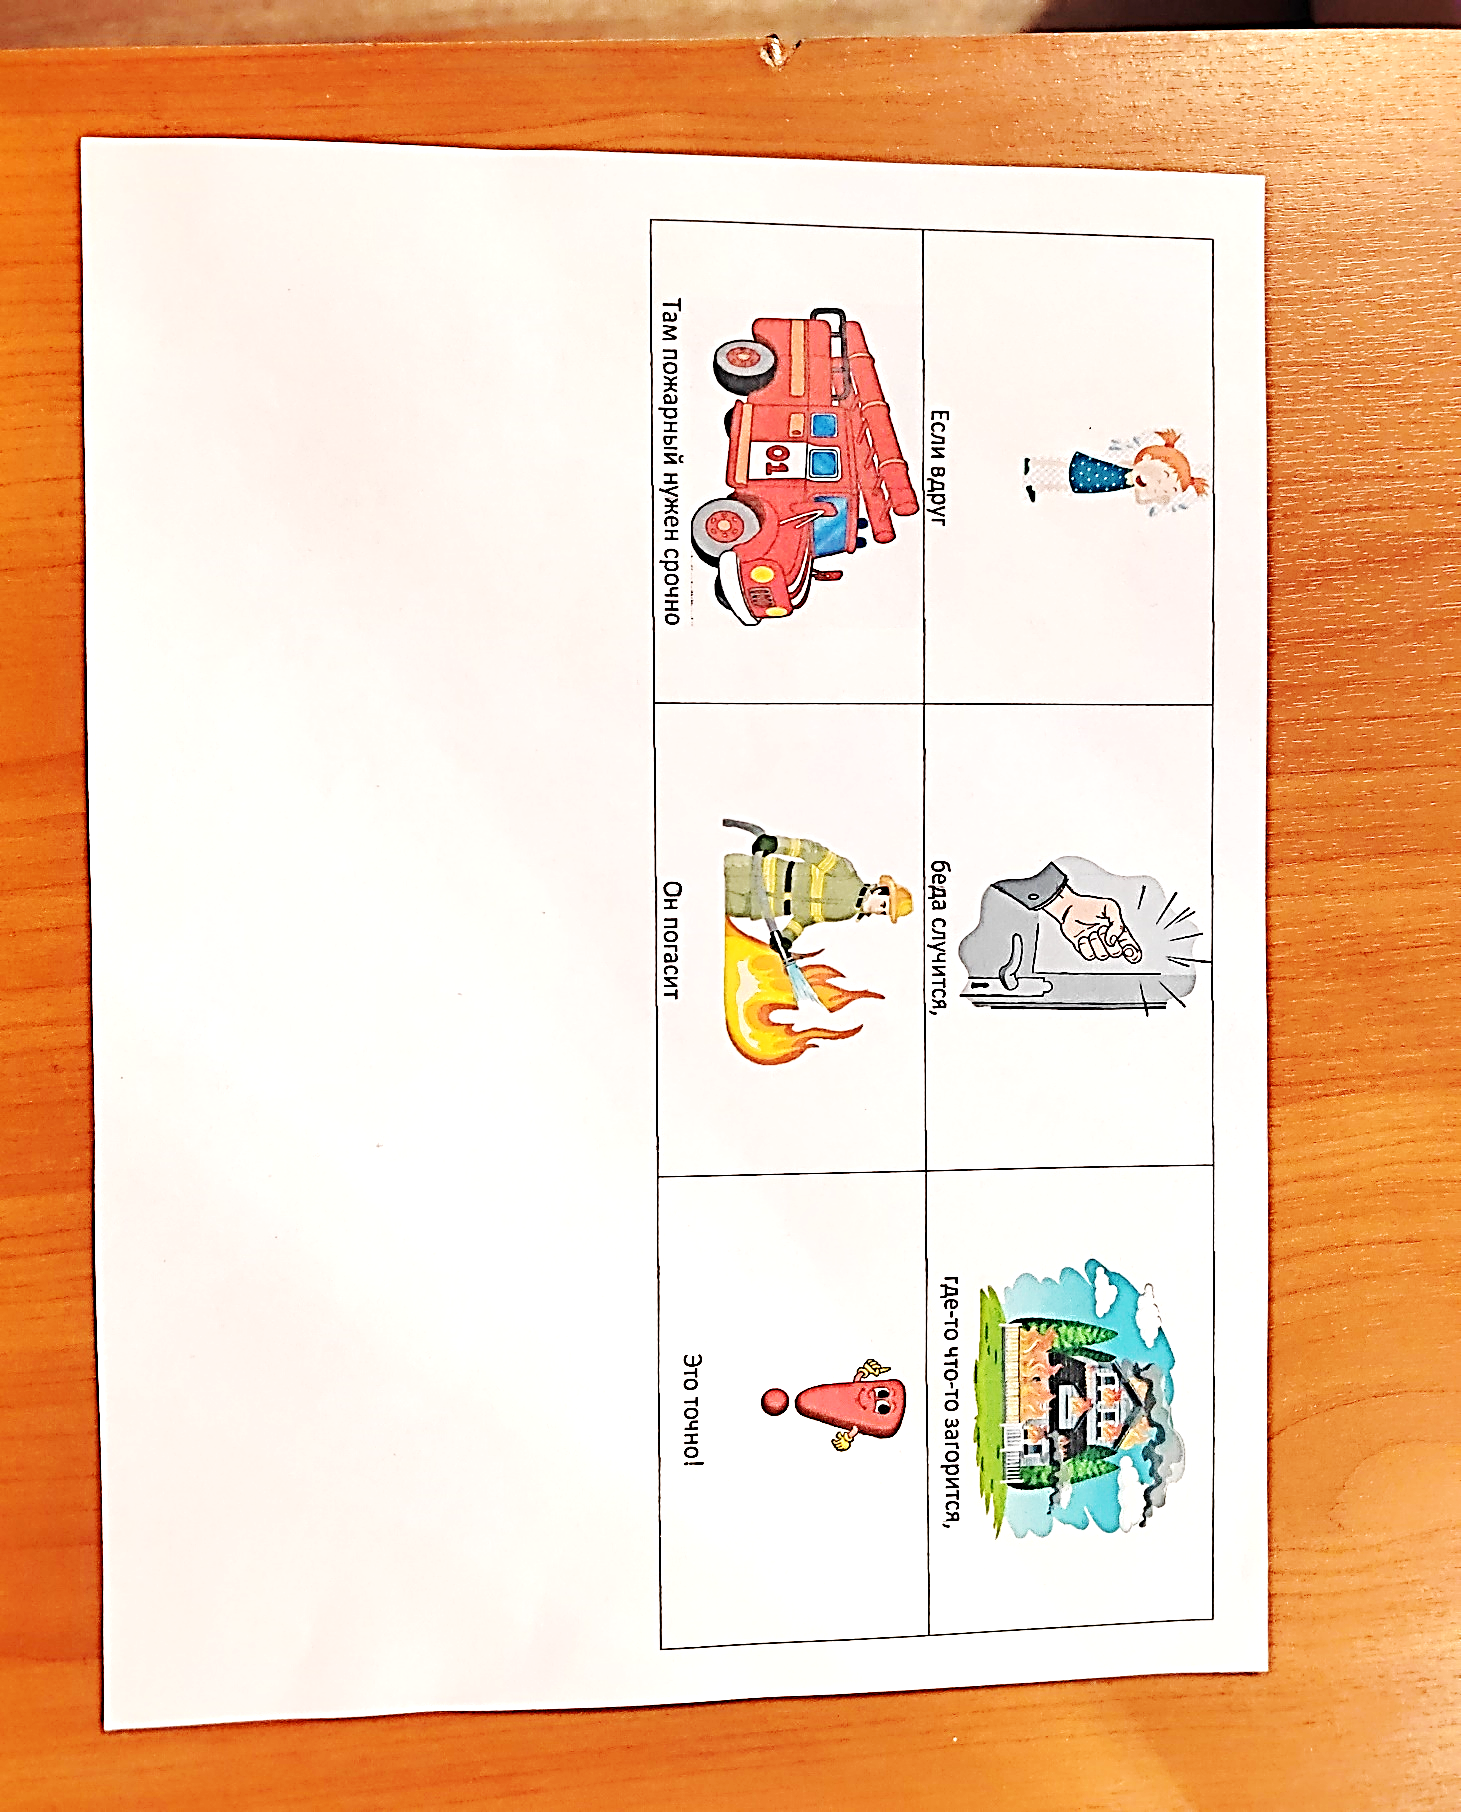 Если вдруг
беда случится,
где-то что-то загорится,
01
Там пожарный нужен срочно
Он погасит
Это точно!